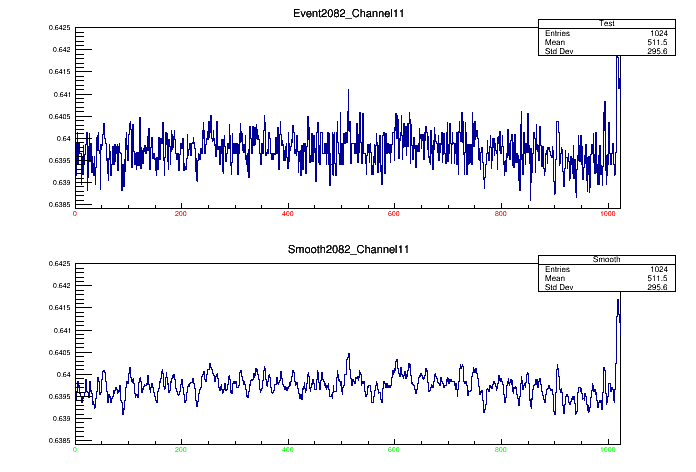 Event2082_Channel11
Test
Entries 1024
Mean 511.5
Std Dev 295.6
0.6425
0.642
0.6415
0.641
0.6405
0.64
0.6395
0.639
0.6385
0 200 400 600 800 1000
Smooth2082_Channel11
Smooth
Entries 1024
Mean 511.5
Std Dev 295.6
0.6425
0.642
0.6415
0.641
0.6405
0.64
0.6395
0.639
0.6385
0 200 400 600 800 1000